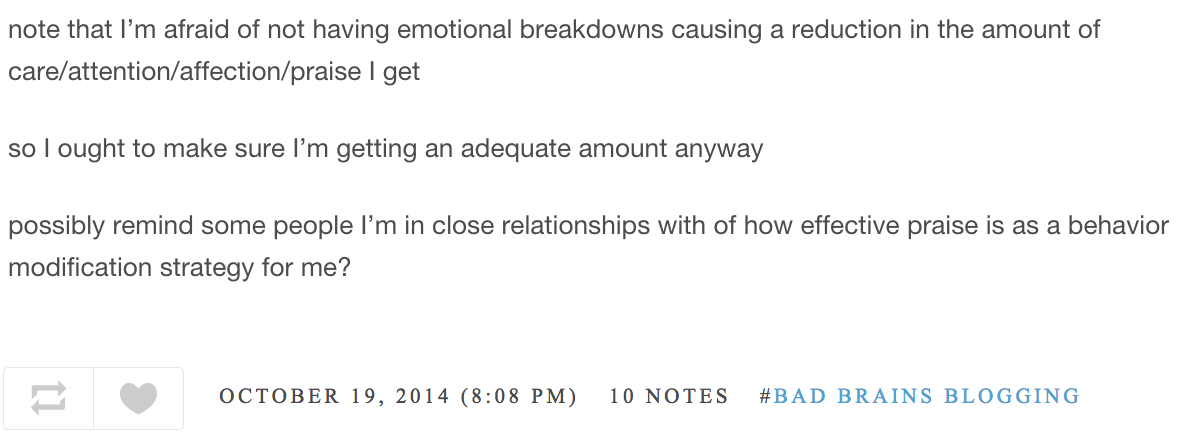 note that I’m afraid of not having emotional breakdowns causing a reduction in the amount of
care/attention/affection/praise I get
so I ought to make sure I’m getting an adequate amount anyway
possibly remind some people I’m in close relationships with of how effective praise is as a behavior
modification strategy for me?
OCTOBER 19, 2014 (8:08 PM) 10 NOTES #BAD BRAINS BLOGGING